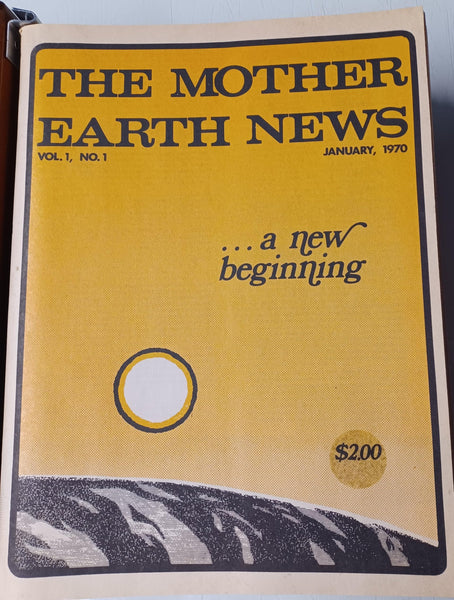 THE MOTHER
EARTH NEWS
VOL. 1, NO. 1
JANUARY, 1970
...a new
beginning
$2.00